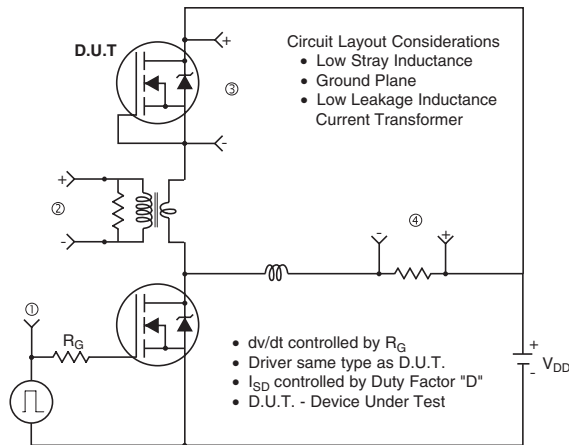 D.U.T
+
③
-
Circuit Layout Considerations
• Low Stray Inductance
• Ground Plane
• Low Leakage Inductance
Current Transformer
+
②
-
④
-
+
①
R_G
• dv/dt controlled by R_G
• Driver same type as D.U.T.
• I_SD controlled by Duty Factor "D"
• D.U.T. - Device Under Test
+
-
V_DD